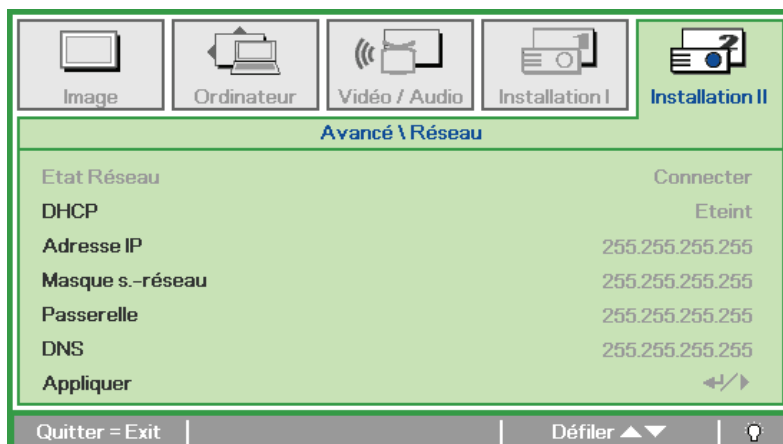 Image
Ordinateur
Vidéo / Audio
Installation I
2
Installation II
Avancé \ Réseau
Etat Réseau Connecter
DHCP Eteint
Adresse IP 255.255.255.255
Masque s.-réseau 255.255.255.255
Passerelle 255.255.255.255
DNS 255.255.255.255
Appliquer
Quitter = Exit Défiler